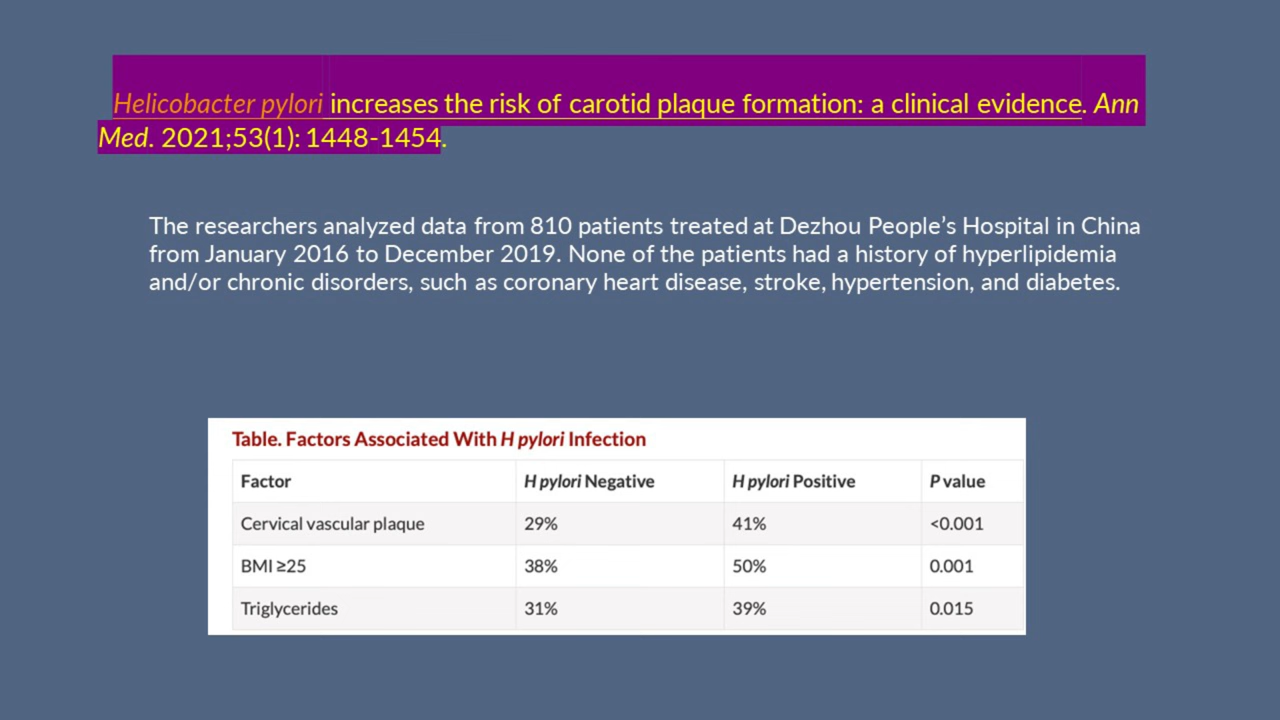 Helicobacter pylori increases the risk of carotid plaque formation: a clinical evidence. Ann
Med. 2021;53(1): 1448-1454.
The researchers analyzed data from 810 patients treated at Dezhou People’s Hospital in China
from January 2016 to December 2019. None of the patients had a history of hyperlipidemia
and/or chronic disorders, such as coronary heart disease, stroke, hypertension, and diabetes.
Table. Factors Associated With H pylori Infection
Factor H pylori Negative H pylori Positive P value
Cervical vascular plaque 29% 41% <0.001
BMI ≥25 38% 50% 0.001
Triglycerides 31% 39% 0.015